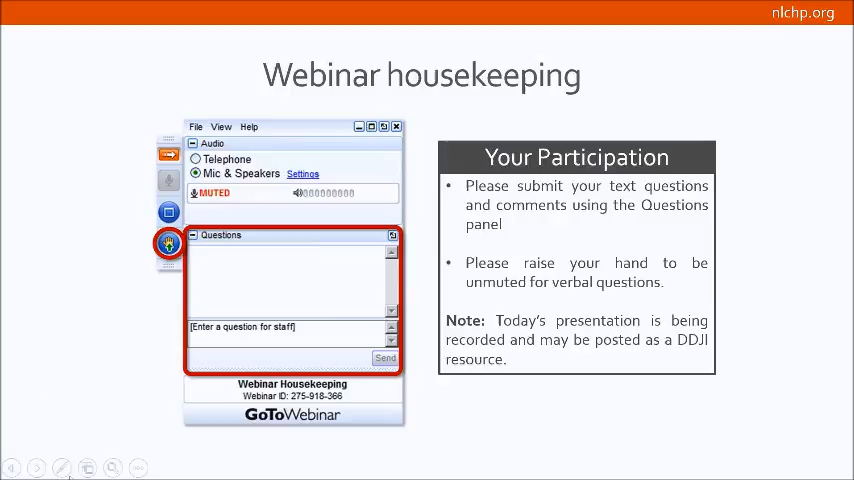 nlchp.org
Webinar housekeeping
File View Help
Audio
Telephone
Mic & Speakers Settings
MUTED
Questions
[Enter a question for staff]
Send
Webinar Housekeeping
Webinar ID: 275-918-366
GoToWebinar
Your Participation
• Please submit your text questions
and comments using the Questions
panel
• Please raise your hand to be
unmuted for verbal questions.
Note: Today's presentation is being
recorded and may be posted as a DDJI
resource.